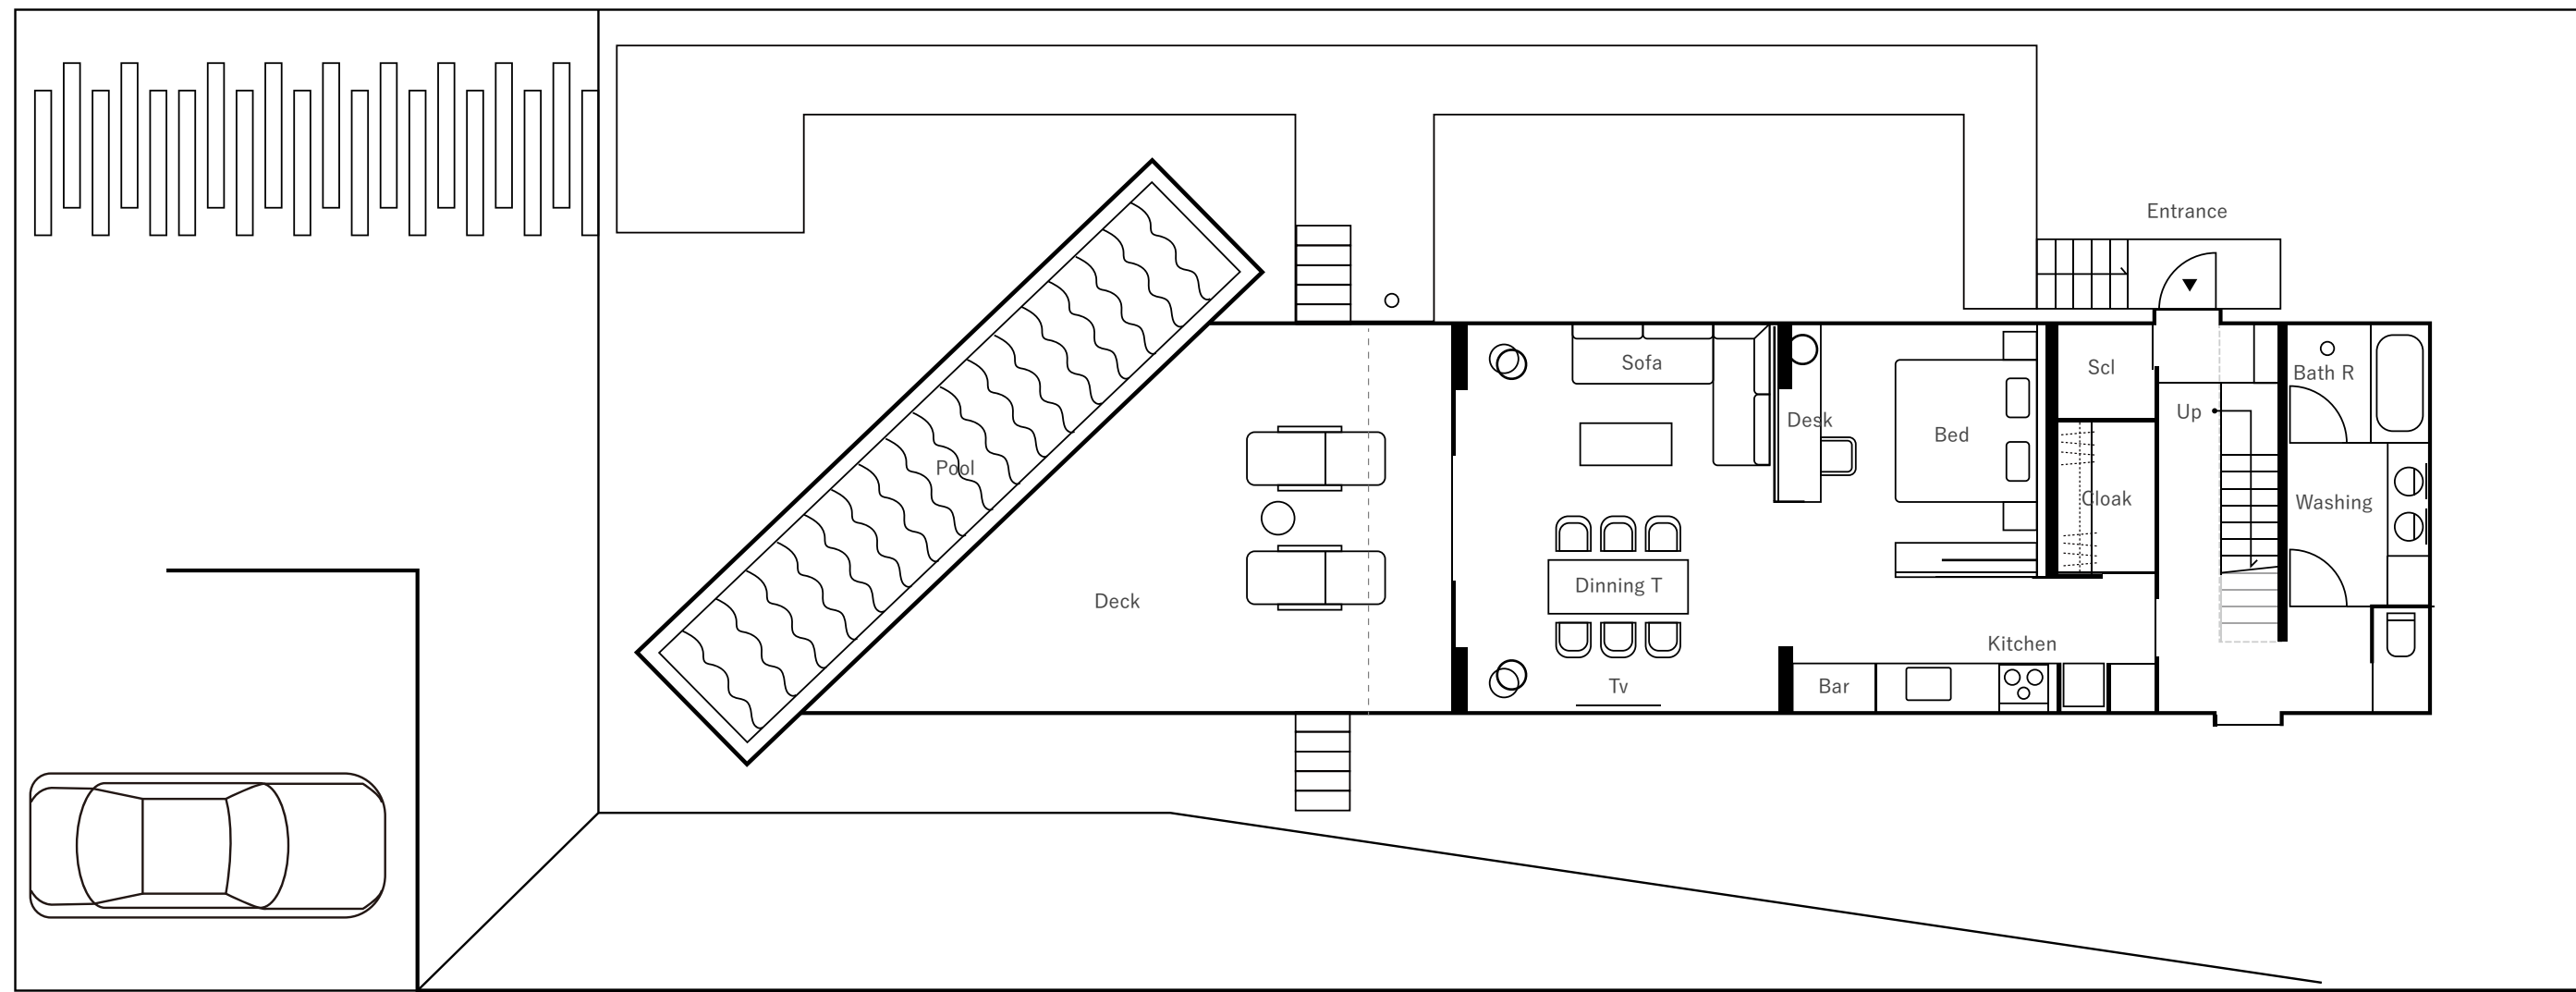 Entrance
Sofa
Scl
Bath R
Up
Desk
Bed
Pool
Cloak
Washing
Dinning T
Deck
Kitchen
Tv
Bar